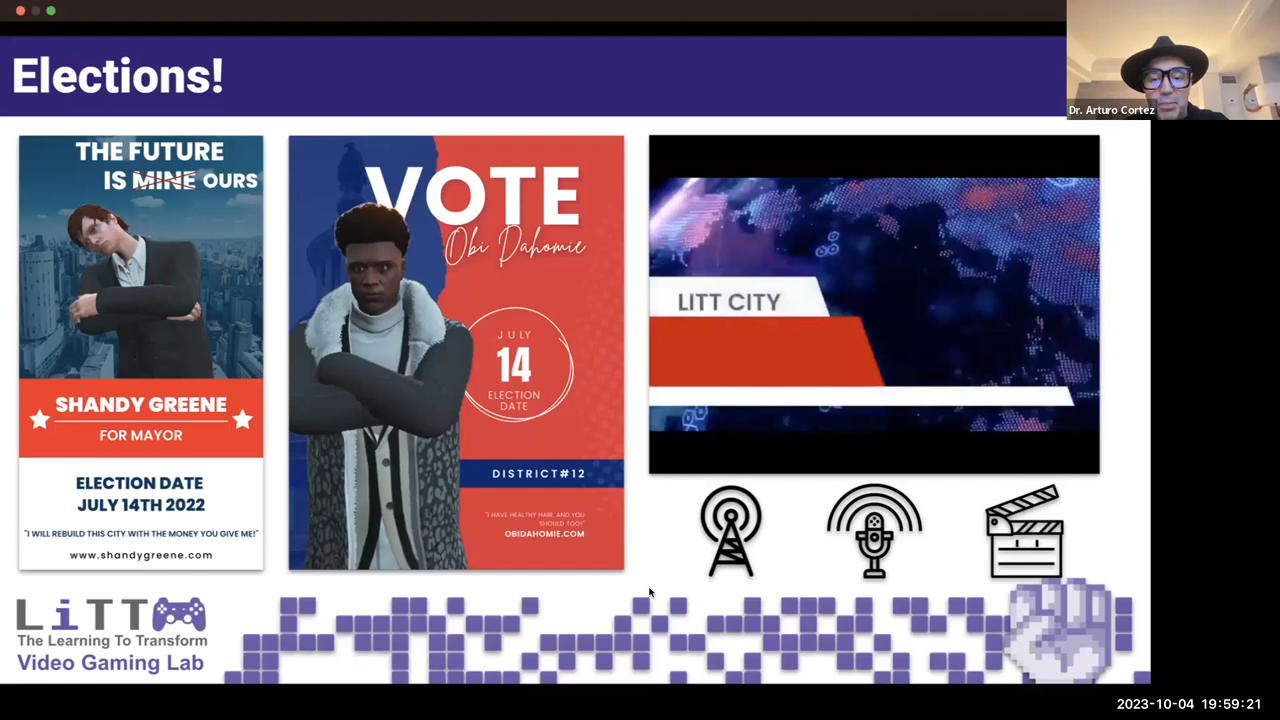 Elections!
Dr. Arturo Cortez
THE FUTURE
IS MINE OURS
SHANDY GREENE
FOR MAYOR
ELECTION DATE
JULY 14TH 2022
"I WILL REBUILD THIS CITY WITH THE MONEY YOU GIVE ME!"
www.shandygreene.com
VOTE
Obi Dahomie
JULY
14
ELECTION
DATE
DISTRICT#12
"I HAVE HEALTHY HAIR, AND YOU
SHOULD TOO!"
OBIDAHOMIE.COM
LITT CITY
LiTT
The Learning To Transform
Video Gaming Lab
2023-10-04 19:59:21